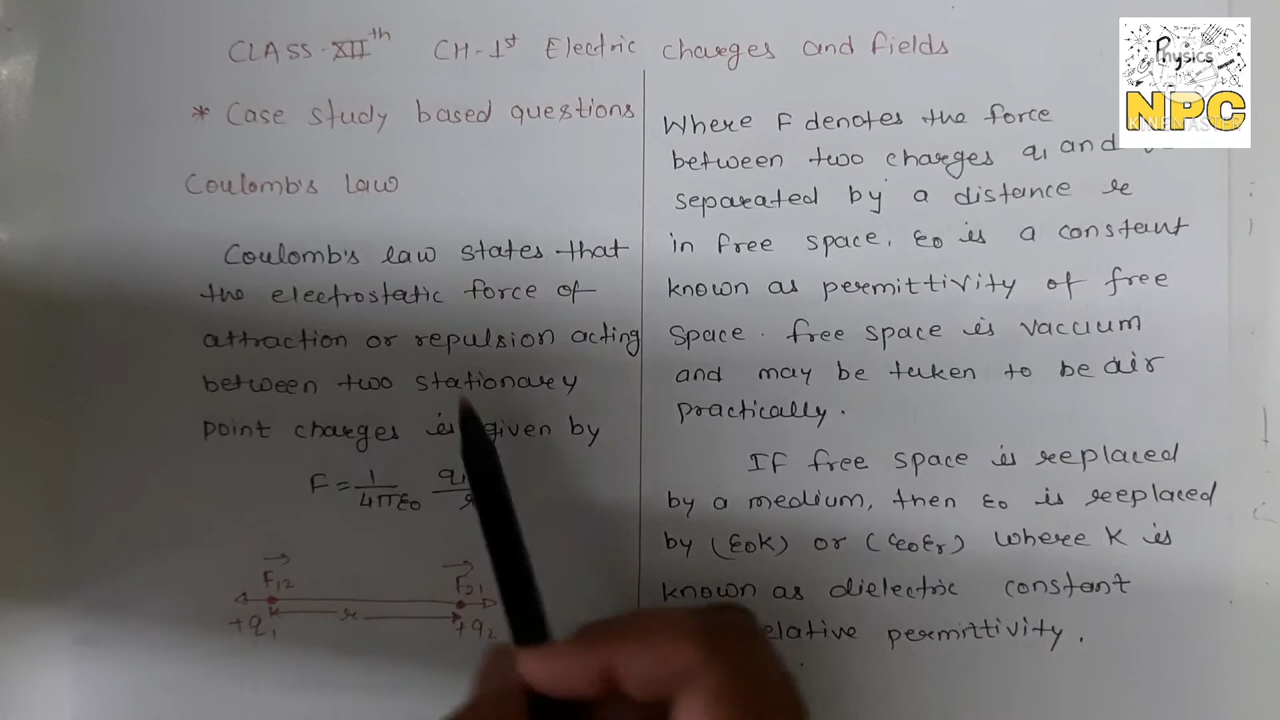 CLASS-XIIth CH-1st Electric charges and fields
* Case study based questions
Coulomb's Law
Coulomb's law states that
the electrostatic force of
attraction or repulsion acting
between two stationary
point charges is given by
F = 1/4πε0 q1
F12
F21
r
+q1
+q2
Where F denotes the force
between two charges q1 and
separated by a distance r
in free space, ε0 is a constant
known as permittivity of free
space. free space is vaccium
and may be taken to be air
practically.
If free space is replaced
by a medium, then ε0 is replaced
by (ε0K) or (ε0εr) where K is
known as dielectric constant
elative permittivity.
Physics
NPC